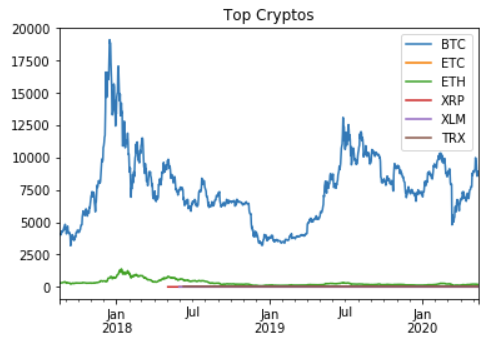 Top Cryptos
20000
17500
15000
12500
10000
7500
5000
2500
0
BTC
ETC
ETH
XRP
XLM
TRX
Jan
2018
Jul
Jan
2019
Jul
Jan
2020